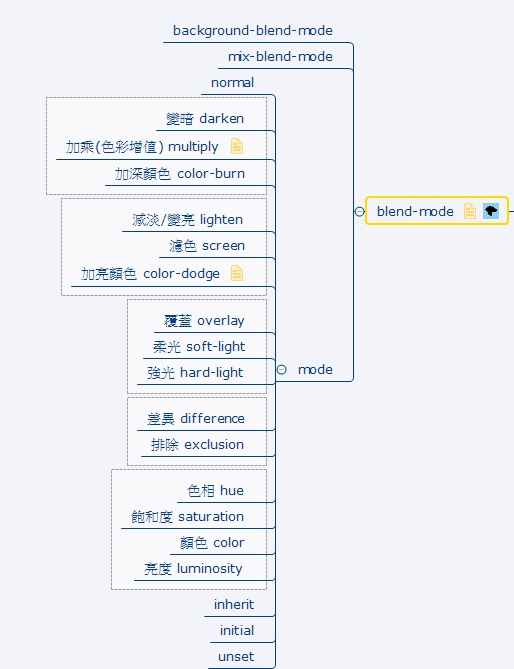 background-blend-mode
mix-blend-mode
normal
變暗 darken
加乘(色彩增值) multiply
加深顏色 color-burn
減淡/變亮 lighten
濾色 screen
加亮顏色 color-dodge
覆蓋 overlay
柔光 soft-light
強光 hard-light
差異 difference
排除 exclusion
色相 hue
飽和度 saturation
顏色 color
亮度 luminosity
inherit
initial
unset
mode
blend-mode